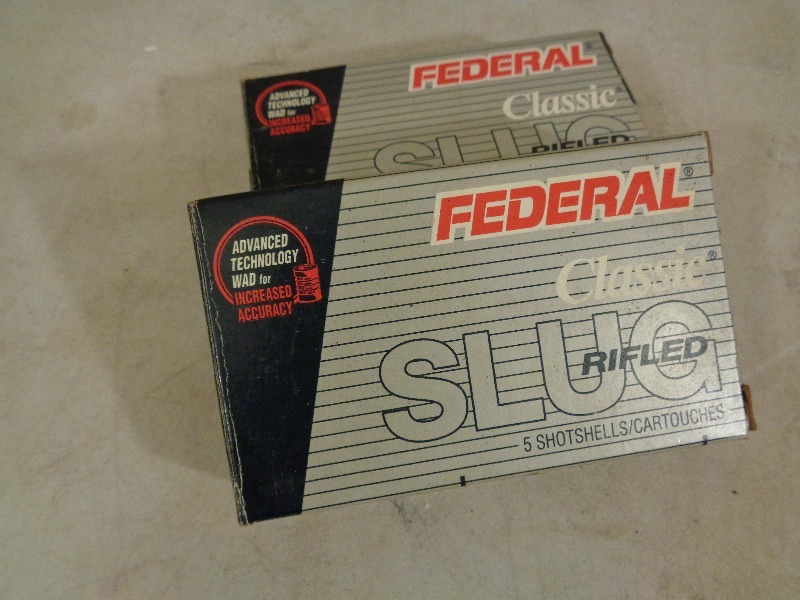 FEDERAL
Classic®
SLUG
RIFLED
ADVANCED
TECHNOLOGY
WAD for
INCREASED
ACCURACY
FEDERAL®
Classic®
SLUG
RIFLED
5 SHOTSHELLS/CARTOUCHES
ADVANCED
TECHNOLOGY
WAD for
INCREASED
ACCURACY